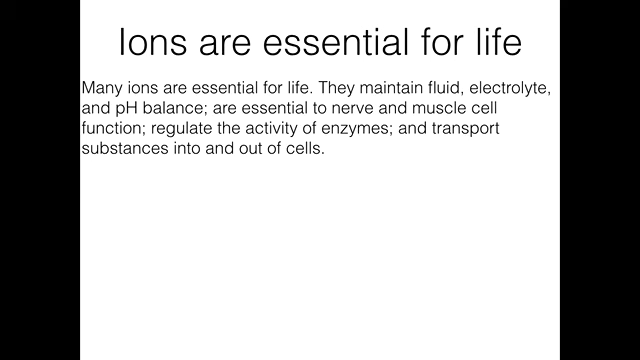 Ions are essential for life
Many ions are essential for life. They maintain fluid, electrolyte,
and pH balance; are essential to nerve and muscle cell
function; regulate the activity of enzymes; and transport
substances into and out of cells.